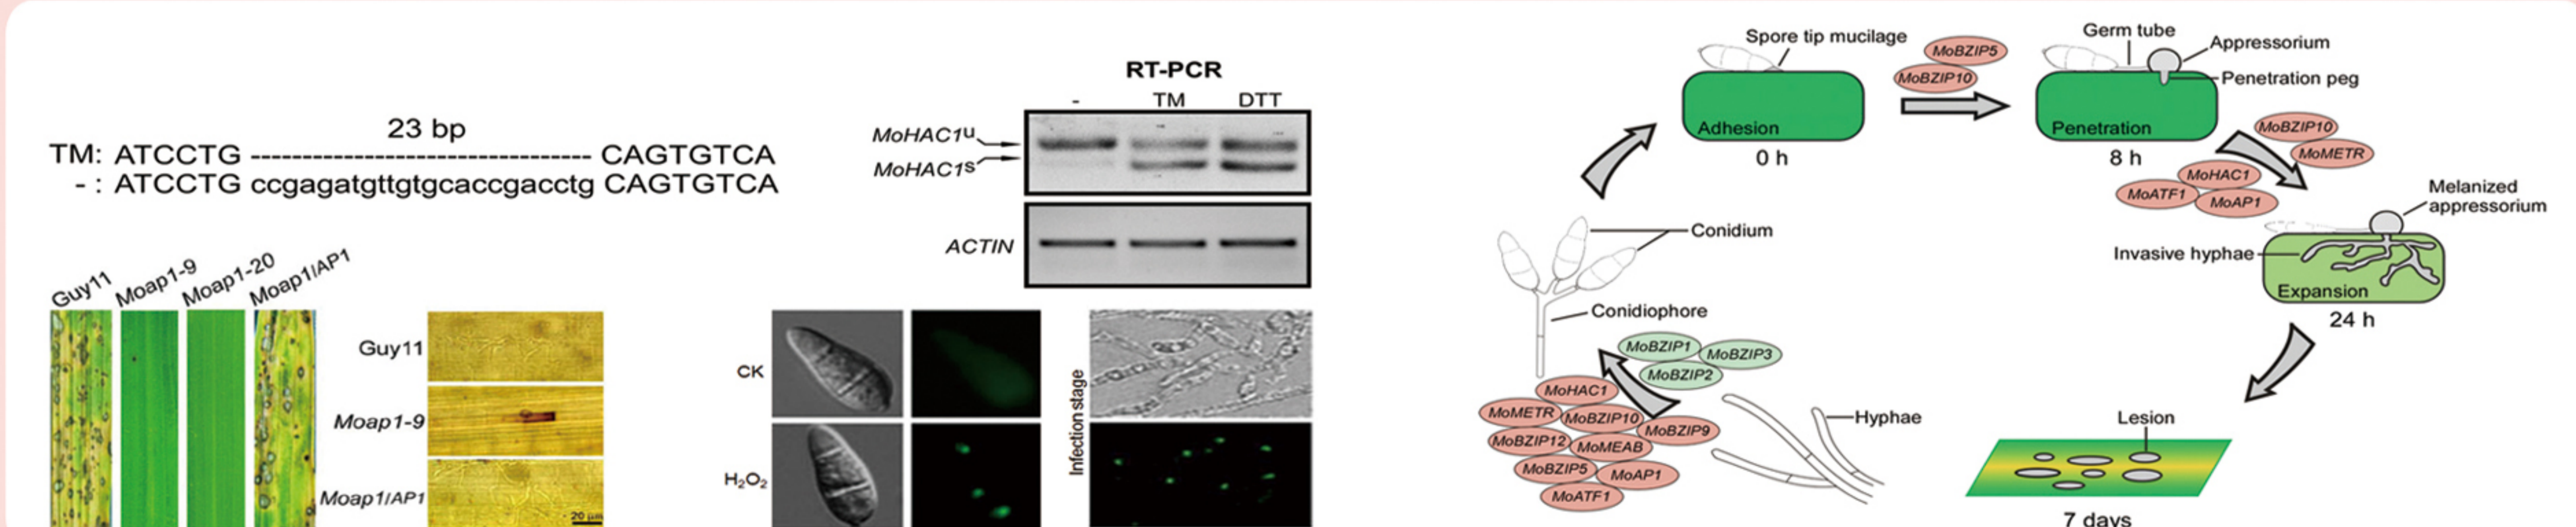 23 bp
TM: ATCCTG ------------------------------ CAGTGTCA
- : ATCCTG ccgagatgttgtgcaccgacctg CAGTGTCA
Guy11
Moap1-9
Moap1-20
Moap1/AP1
Guy11
Moap1-9
Moap1/AP1
20 μm
RT-PCR
- TM DTT
MoHAC1u
MoHAC1s
ACTIN
CK
H2O2
Infection stage
Spore tip mucilage
Adhesion
0 h
MoBZIP5
MoBZIP10
Germ tube
Appressorium
Penetration peg
Penetration
8 h
MoBZIP10
MoMETR
MoHAC1
MoATF1
MoAP1
Melanized
appressorium
Invasive hyphae
Expansion
24 h
Lesion
7 days
Hyphae
MoBZIP1
MoBZIP3
MoBZIP2
MoHAC1
MoMETR
MoBZIP10
MoBZIP9
MoBZIP12
MoMEAB
MoBZIP5
MoAP1
MoATF1
Conidium
Conidiophore